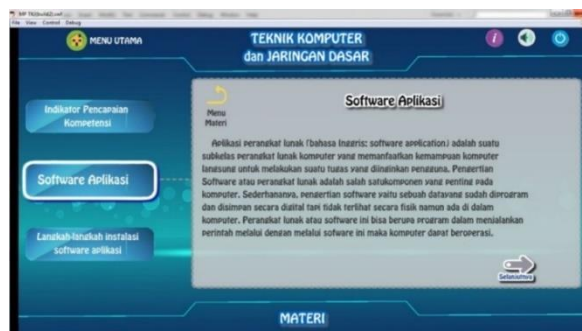 File View Control Debug
MENU UTAMA
TEKNIK KOMPUTER
dan JARINGAN DASAR
Indikator Pencapaian
Kompetensi
Software Aplikasi
Langkah-langkah instalasi
software aplikasi
Menu
Materi
Software Aplikasi
Aplikasi perangkat lunak (bahasa Inggris: software application) adalah suatu
subkelas perangkat lunak komputer yang memanfaatkan kemampuan komputer
langsung untuk melakukan suatu tugas yang diinginkan pengguna. Pengertian
Software atau perangkat lunak adalah salah satukomponen yang penting pada
komputer. Sederhananya, pengertian software yaitu sebuah datayang sudah diprogram
dan disimpan secara digital tapi tidak terlihat secara fisik namun ada di dalam
komputer. Perangkat lunak atau software ini bisa berupa program dalam menjalankan
perintah melalui dengan melalui sofware ini maka komputer dapat beroperasi.
Selanjutnya
MATERI